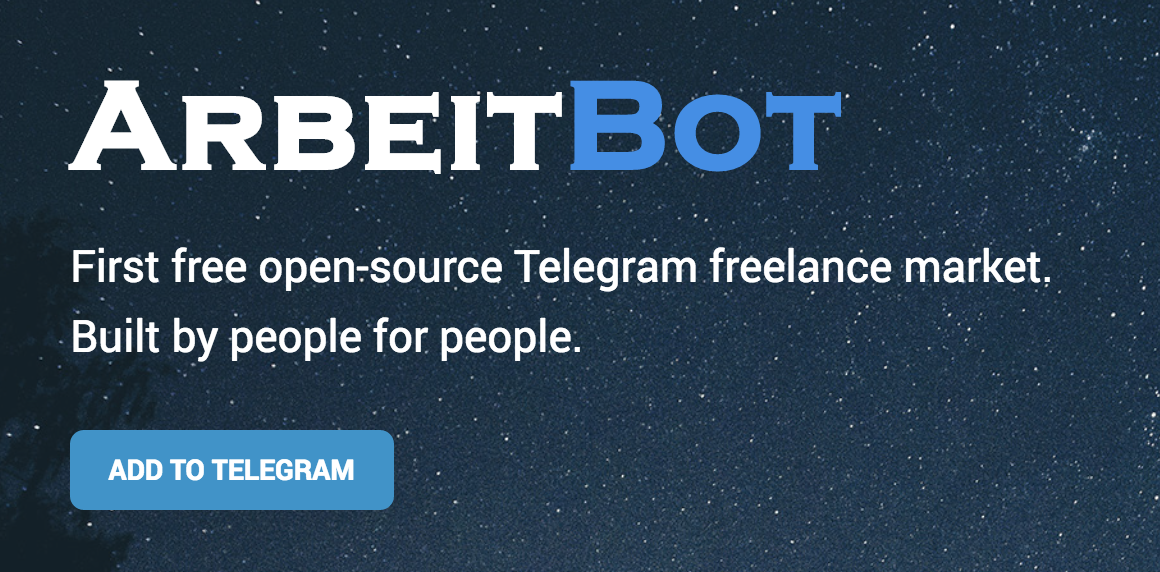 ArbeitBot
First free open-source Telegram freelance market.
Built by people for people.
ADD TO TELEGRAM